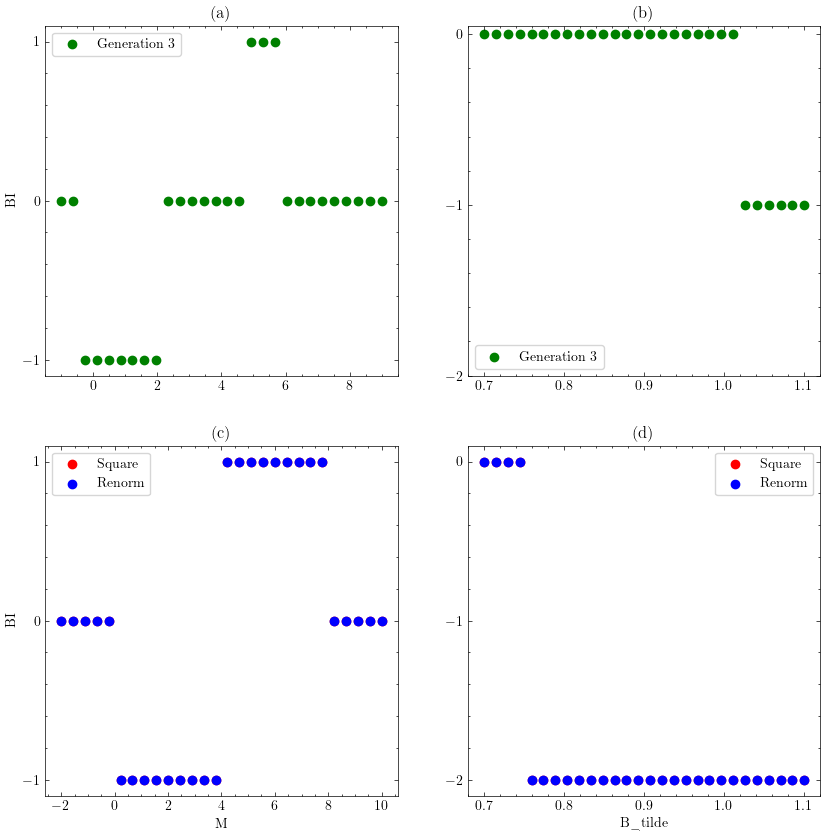 (a)
1
0
−1
BI
Generation 3
0 2 4 6 8
(b)
0
−1
−2
Generation 3
0.7 0.8 0.9 1.0 1.1
(c)
1
0
−1
BI
Square
Renorm
−2 0 2 4 6 8 10
M
(d)
0
−1
−2
Square
Renorm
0.7 0.8 0.9 1.0 1.1
B_tilde